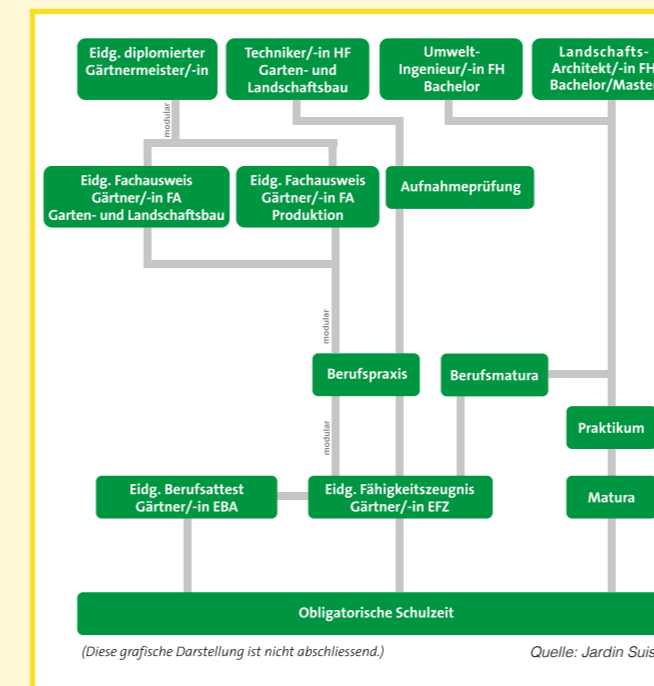 Eidg. diplomierter
Gärtnermeister/-in
Techniker/-in HF
Garten- und
Landschaftsbau
Umwelt-
Ingenieur/-in FH
Bachelor
Landschafts-
Architekt/-in FH
Bachelor/Master
modular
Eidg. Fachausweis
Gärtner/-in FA
Garten- und Landschaftsbau
Eidg. Fachausweis
Gärtner/-in FA
Produktion
Aufnahmeprüfung
modular
Berufspraxis
Berufsmatura
modular
Praktikum
Eidg. Berufsattest
Gärtner/-in EBA
Eidg. Fähigkeitszeugnis
Gärtner/-in EFZ
Matura
Obligatorische Schulzeit
(Diese grafische Darstellung ist nicht abschliessend.)
Quelle: Jardin Suis